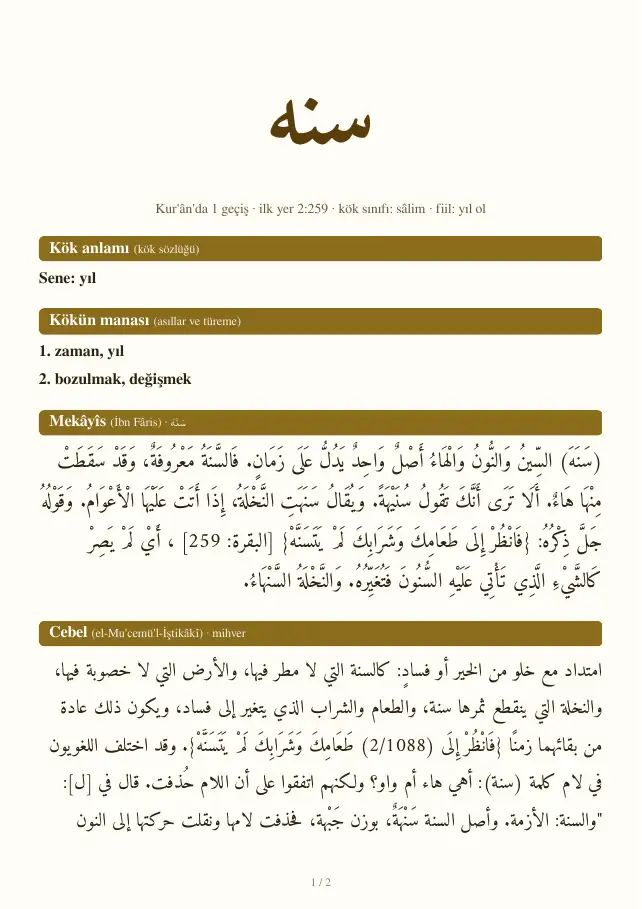 سنه
Kur'ân'da 1 geçiş · ilk yer 2:259 · kök sınıfı: sâlim · fiil: yıl ol
Kök anlamı (kök sözlüğü)
Sene: yıl
Kökün manası (asıllar ve türeme)
1. zaman, yıl
2. bozulmak, değişmek
Mekâyîs (İbn Fâris) · سَنَهَ
(سَنَهَ) السِّينُ وَالنُّونُ وَالْهَاءُ أَصْلٌ وَاحِدٌ يَدُلُّ عَلَى زَمَانٍ. فَالسَّنَةُ مَعْرُوفَةٌ، وَقَدْ سَقَطَتْ
مِنْهَا هَاءٌ. أَلَا تَرَى أَنَّكَ تَقُولُ سُنَيْهَةً. وَيُقَالُ سَنَهَتِ النَّخْلَةُ، إِذَا أَتَتْ عَلَيْهَا الْأَعْوَامُ. وَقَوْلُهُ
جَلَّ ذِكْرُهُ: {فَانْظُرْ إِلَى طَعَامِكَ وَشَرَابِكَ لَمْ يَتَسَنَّهْ} [البقرة: 259] ، أَيْ لَمْ يَصِرْ
كَالشَّيْءِ الَّذِي تَأْتِي عَلَيْهِ السُّنُونَ فَتُغَيِّرُهُ. وَالنَّخْلَةُ السَّنْهَاءُ.
Cebel (el-Mu'cemü'l-İştikâkî) · mihver
امتداد مع خلو من الخير أو فسادٍ: كالسنة التي لا مطر فيها، والأرض التي لا خصوبة فيها،
والنخلة التي ينقطع ثمرها سنة، والطعام والشراب الذي يتغير إلى فساد، ويكون ذلك عادة
من بقائهما زمنًا {فَانْظُرْ إِلَى (2/1088) طَعَامِكَ وَشَرَابِكَ لَمْ يَتَسَنَّهْ}. وقد اختلف اللغويون
في لام كلمة (سنة): أهي هاء أم واو؟ ولكنهم اتفقوا على أن اللام حُذفت. قال في [ل]:
"والسنة: الأزمة. وأصل السنة سَنْهَةٌ، بوزن جَبْهة، فحذفت لامها ونقلت حركتها إلى النون
1 / 2